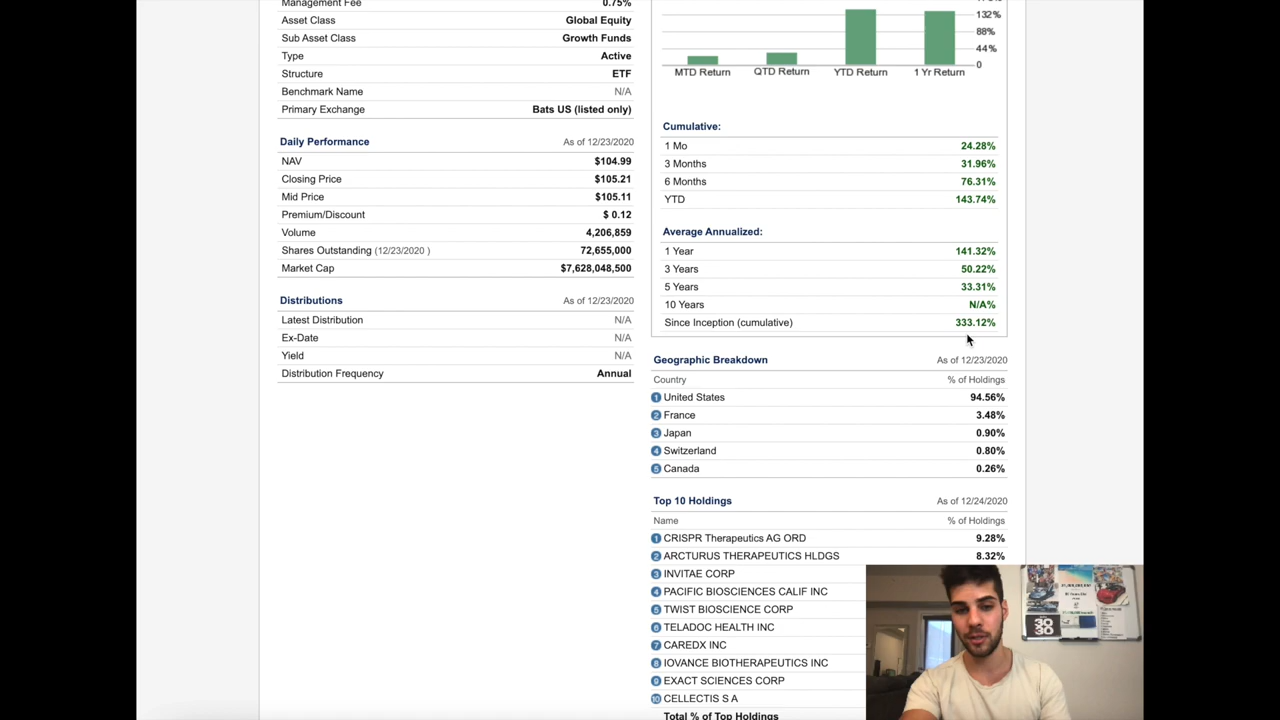 Management Fee 0.75%
Asset Class Global Equity
Sub Asset Class Growth Funds
Type Active
Structure ETF
Benchmark Name N/A
Primary Exchange Bats US (listed only)
Daily Performance As of 12/23/2020
NAV $104.99
Closing Price $105.21
Mid Price $105.11
Premium/Discount $ 0.12
Volume 4,206,859
Shares Outstanding (12/23/2020 ) 72,655,000
Market Cap $7,628,048,500
Distributions As of 12/23/2020
Latest Distribution N/A
Ex-Date N/A
Yield N/A
Distribution Frequency Annual
132%
88%
44%
0
MTD Return QTD Return YTD Return 1 Yr Return
Cumulative:
1 Mo 24.28%
3 Months 31.96%
6 Months 76.31%
YTD 143.74%
Average Annualized:
1 Year 141.32%
3 Years 50.22%
5 Years 33.31%
10 Years N/A%
Since Inception (cumulative) 333.12%
Geographic Breakdown As of 12/23/2020
Country % of Holdings
1 United States 94.56%
2 France 3.48%
3 Japan 0.90%
4 Switzerland 0.80%
5 Canada 0.26%
Top 10 Holdings As of 12/24/2020
Name % of Holdings
1 CRISPR Therapeutics AG ORD 9.28%
2 ARCTURUS THERAPEUTICS HLDGS 8.32%
3 INVITAE CORP
4 PACIFIC BIOSCIENCES CALIF INC
5 TWIST BIOSCIENCE CORP
6 TELADOC HEALTH INC
7 CAREDX INC
8 IOVANCE BIOTHERAPEUTICS INC
9 EXACT SCIENCES CORP
10 CELLECTIS S A
Total % of Top Holdings
30
30